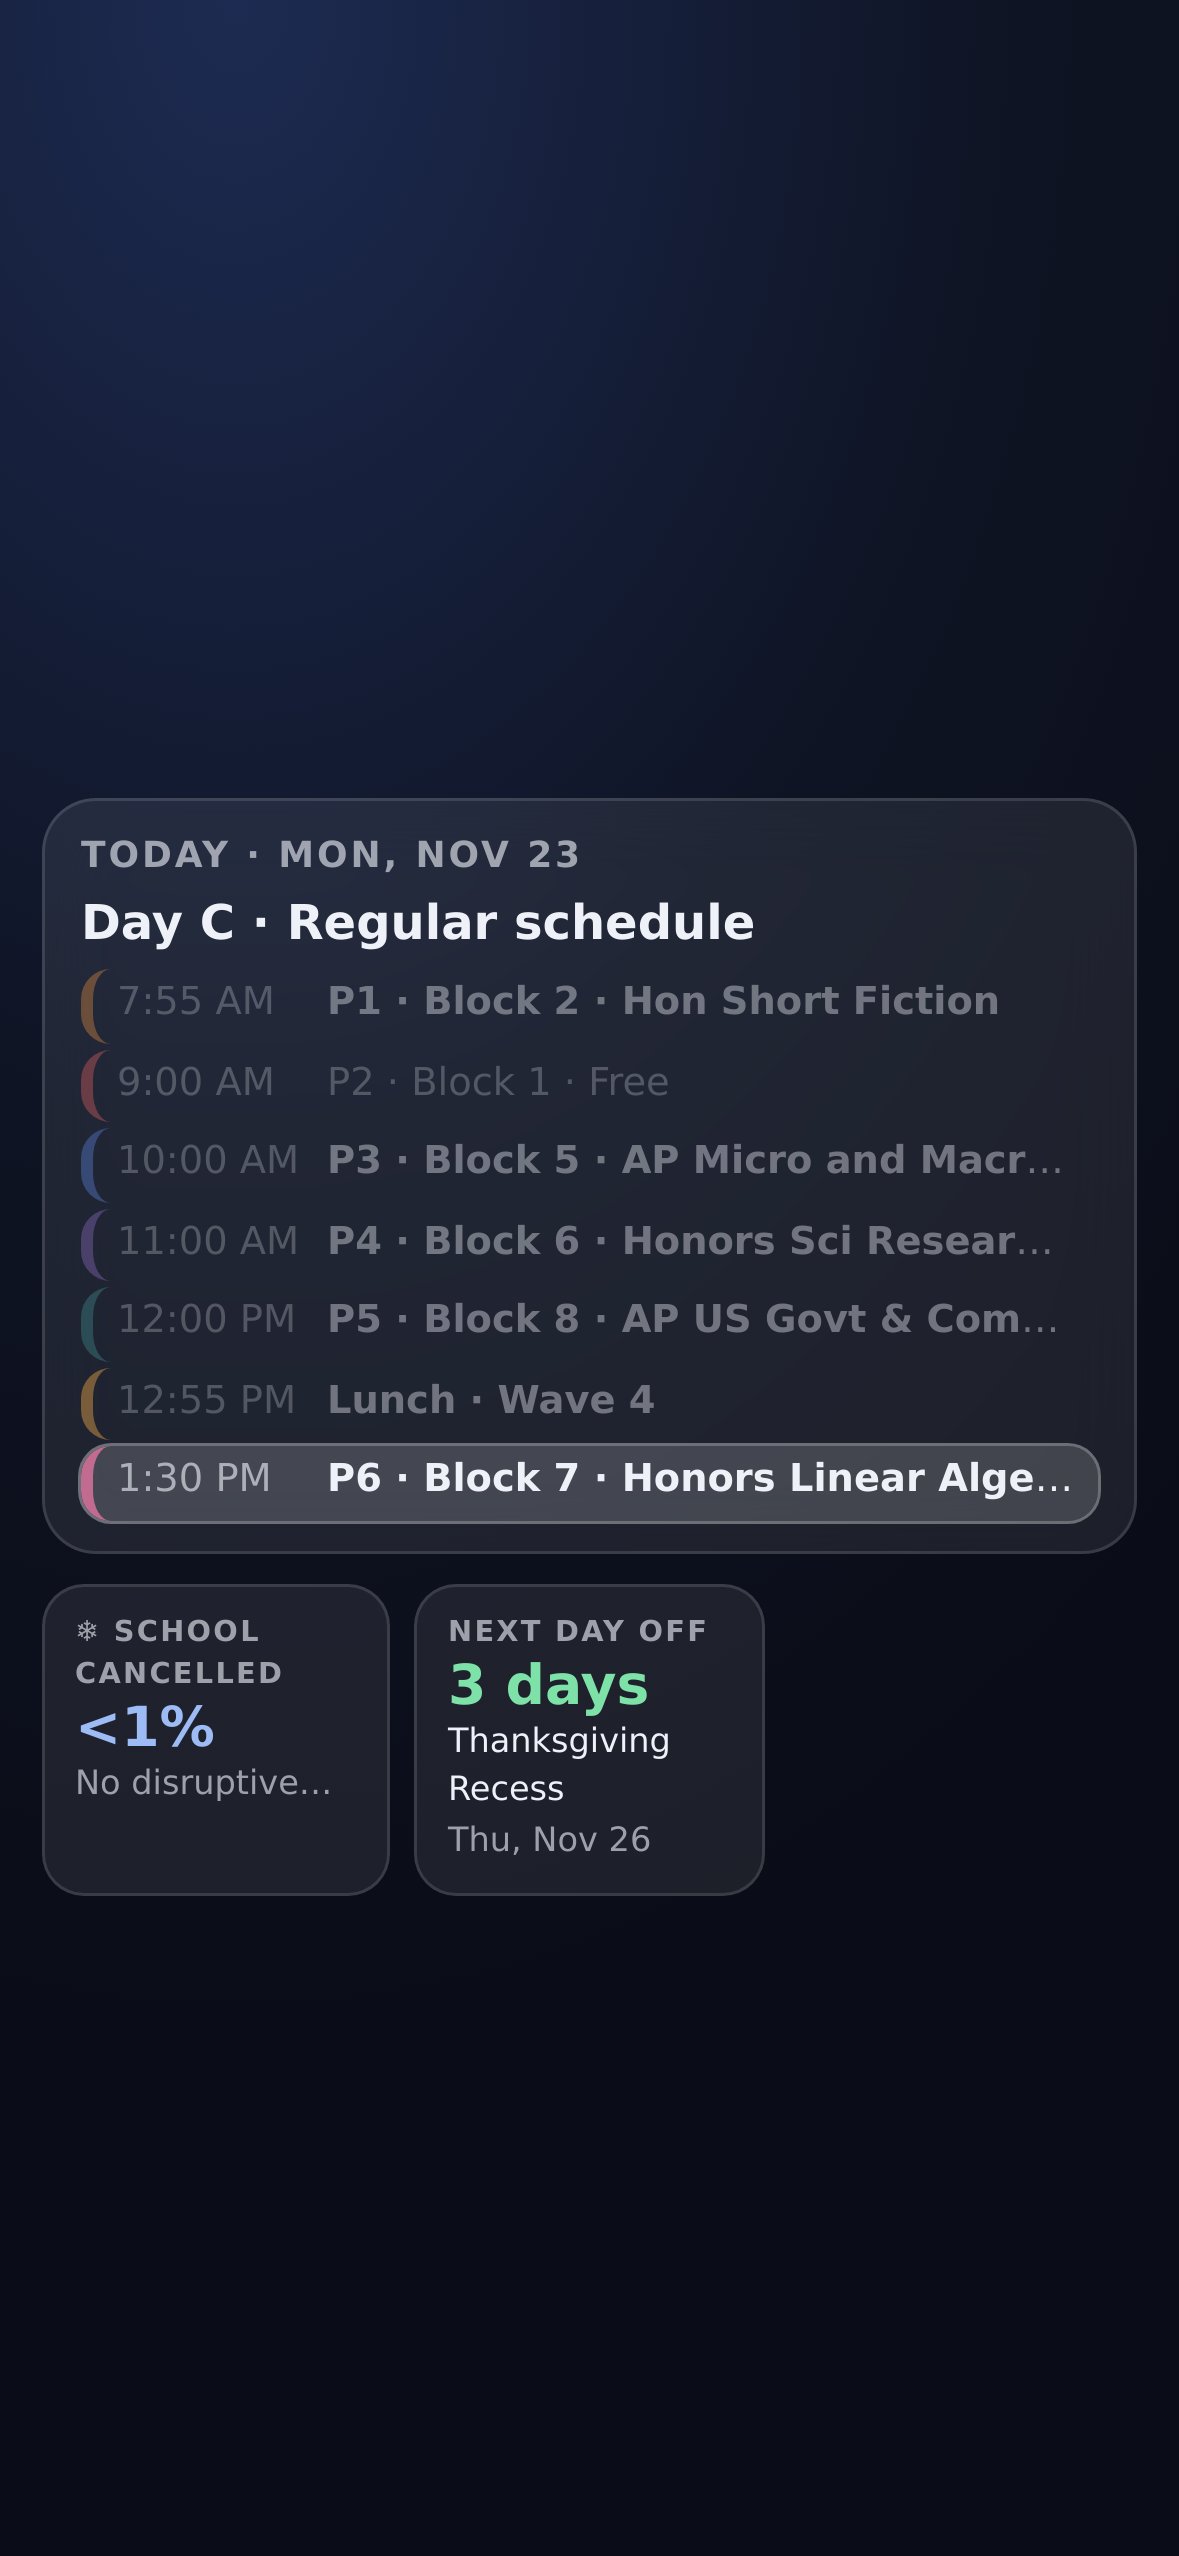 TODAY · MON, NOV 23
Day C · Regular schedule
7:55 AM P1 · Block 2 · Hon Short Fiction
9:00 AM P2 · Block 1 · Free
10:00 AM P3 · Block 5 · AP Micro and Macr...
11:00 AM P4 · Block 6 · Honors Sci Resear...
12:00 PM P5 · Block 8 · AP US Govt & Com...
12:55 PM Lunch · Wave 4
1:30 PM P6 · Block 7 · Honors Linear Alge...
❄ SCHOOL
CANCELLED
<1%
No disruptive...
NEXT DAY OFF
3 days
Thanksgiving
Recess
Thu, Nov 26